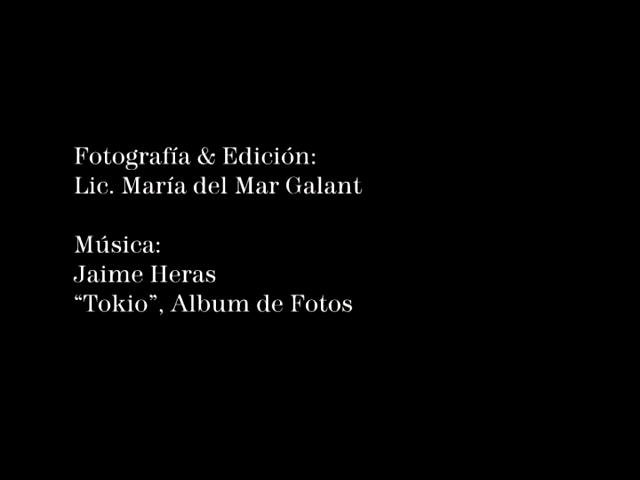 Fotografía & Edición:
Lic. María del Mar Galant
Música:
Jaime Heras
“Tokio”, Album de Fotos